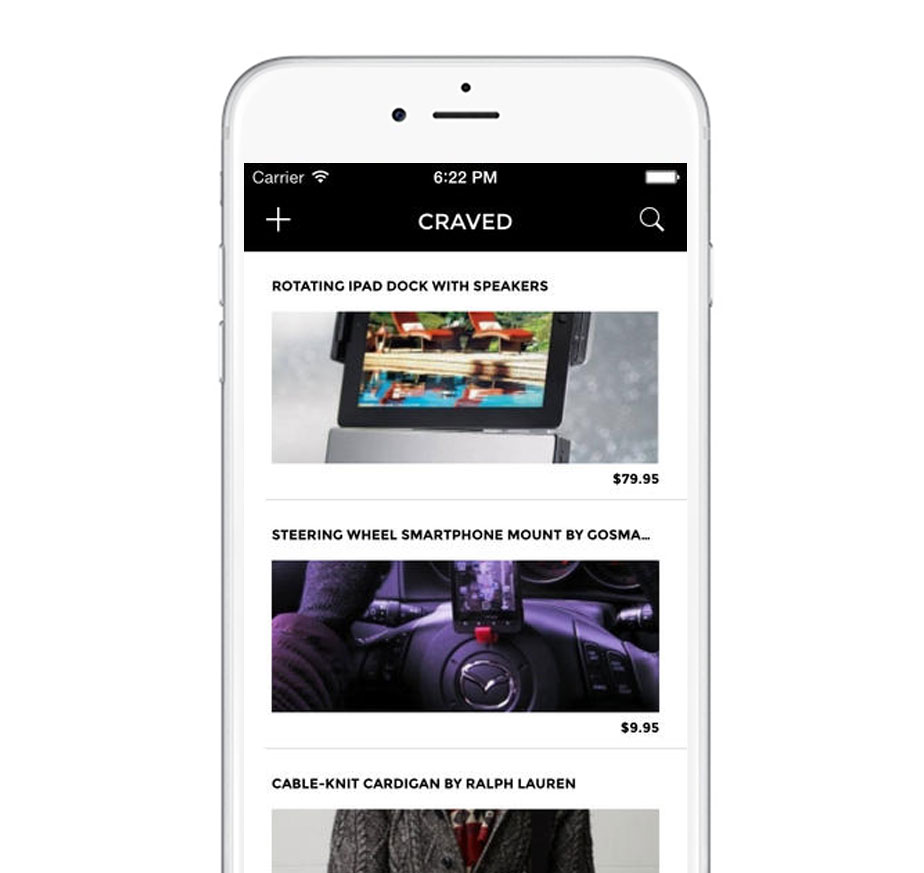 Carrier 6:22 PM
CRAVED
ROTATING IPAD DOCK WITH SPEAKERS
$79.95
STEERING WHEEL SMARTPHONE MOUNT BY GOSMA...
$9.95
CABLE-KNIT CARDIGAN BY RALPH LAUREN